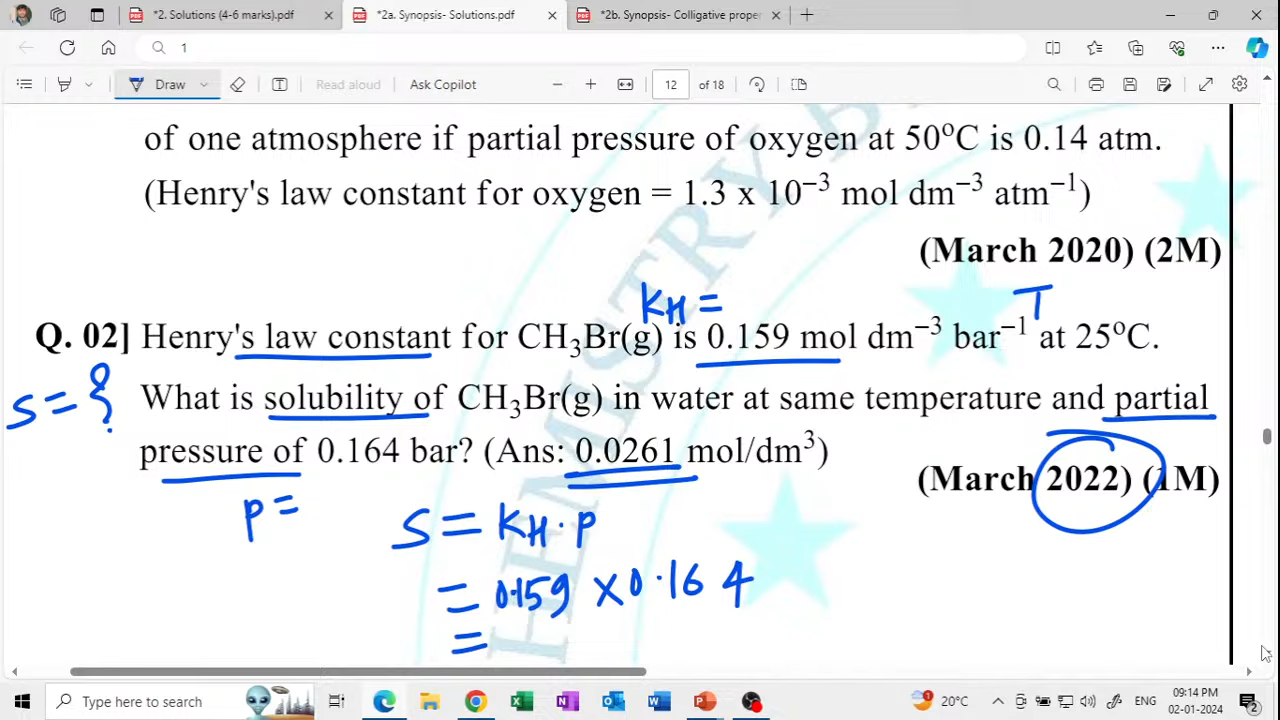 *2. Solutions (4-6 marks).pdf
*2a. Synopsis- Solutions.pdf
*2b. Synopsis- Colligative proper
1
Draw
Read aloud
Ask Copilot
12 of 18
of one atmosphere if partial pressure of oxygen at 50°C is 0.14 atm.
(Henry's law constant for oxygen = 1.3 x 10⁻³ mol dm⁻³ atm⁻¹)
(March 2020) (2M)
KH =
T
Q. 02] Henry's law constant for CH₃Br(g) is 0.159 mol dm⁻³ bar⁻¹ at 25°C.
S = ?
What is solubility of CH₃Br(g) in water at same temperature and partial
pressure of 0.164 bar? (Ans: 0.0261 mol/dm³)
(March 2022) (1M)
P =
S = KH · P
= 0.159 × 0.164
=
HEMISTRY B
Type here to search
20°C
ENG
09:14 PM
02-01-2024
2